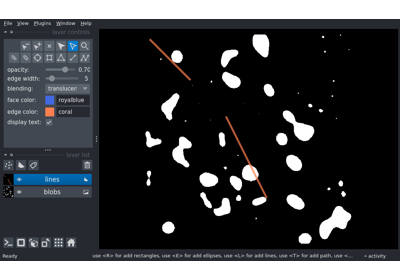 File View Plugins Window Help
layer controls
opacity: 0.70
edge width: 5
blending: translucen
face color: royalblue
edge color: coral
display text:
layer list
lines
blobs
Ready use <R> for add rectangles, use <E> for add ellipses, use <L> for add lines, use <T> for add path, use <... activity